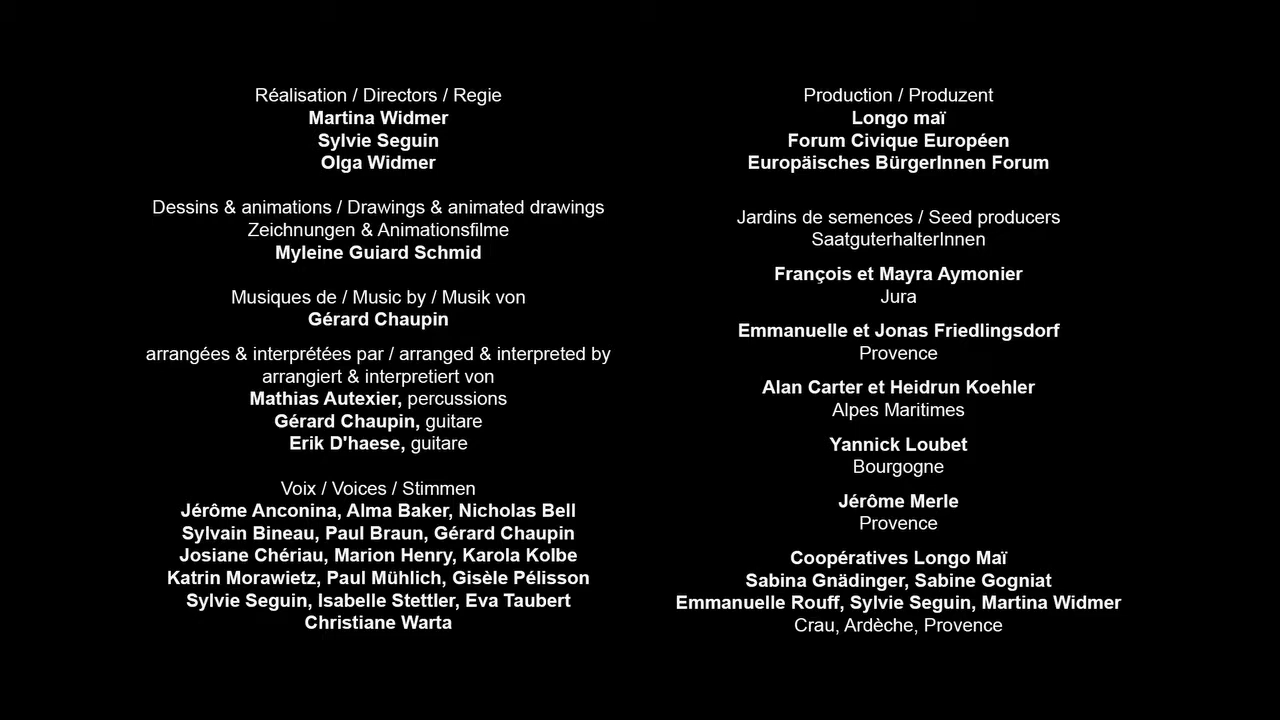 Réalisation / Directors / Regie
Martina Widmer
Sylvie Seguin
Olga Widmer
Dessins & animations / Drawings & animated drawings
Zeichnungen & Animationsfilme
Myleine Guiard Schmid
Musiques de / Music by / Musik von
Gérard Chaupin
arrangées & interprétées par / arranged & interpreted by
arrangiert & interpretiert von
Mathias Autexier, percussions
Gérard Chaupin, guitare
Erik D'haese, guitare
Voix / Voices / Stimmen
Jérôme Anconina, Alma Baker, Nicholas Bell
Sylvain Bineau, Paul Braun, Gérard Chaupin
Josiane Chériau, Marion Henry, Karola Kolbe
Katrin Morawietz, Paul Mühlich, Gisèle Pélisson
Sylvie Seguin, Isabelle Stettler, Eva Taubert
Christiane Warta
Production / Produzent
Longo maï
Forum Civique Européen
Europäisches BürgerInnen Forum
Jardins de semences / Seed producers
SaatguterhalterInnen
François et Mayra Aymonier
Jura
Emmanuelle et Jonas Friedlingsdorf
Provence
Alan Carter et Heidrun Koehler
Alpes Maritimes
Yannick Loubet
Bourgogne
Jérôme Merle
Provence
Coopératives Longo Maï
Sabina Gnädinger, Sabine Gogniat
Emmanuelle Rouff, Sylvie Seguin, Martina Widmer
Crau, Ardèche, Provence